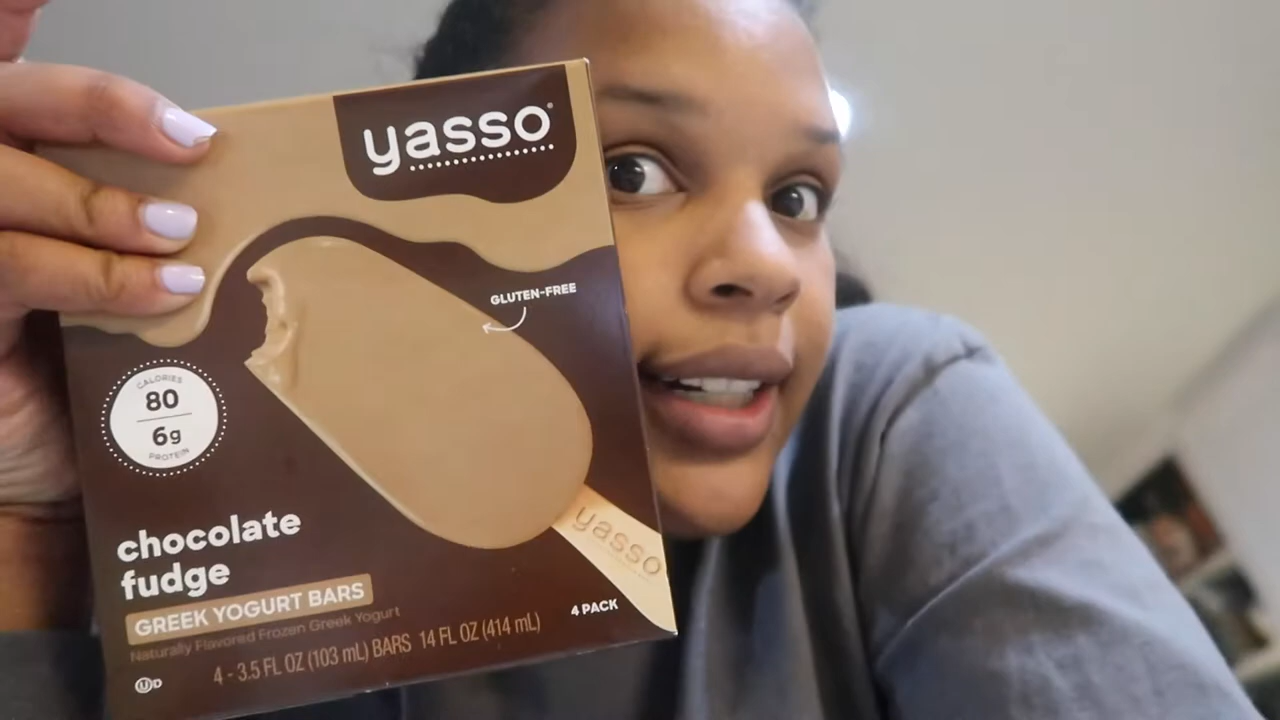 yasso®
GLUTEN-FREE
CALORIES
80
6g
PROTEIN
yasso
chocolate
fudge
GREEK YOGURT BARS
4 PACK
Naturally Flavored Frozen Greek Yogurt
4 - 3.5 FL OZ (103 mL) BARS 14 FL OZ (414 mL)
UD